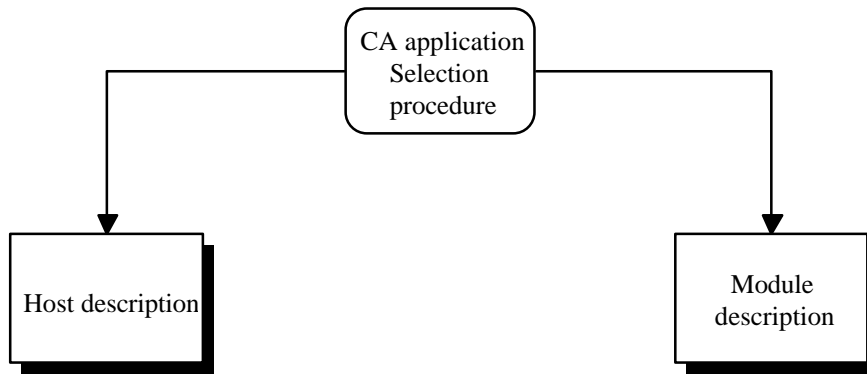 CA application
Selection
procedure
Host description
Module
description